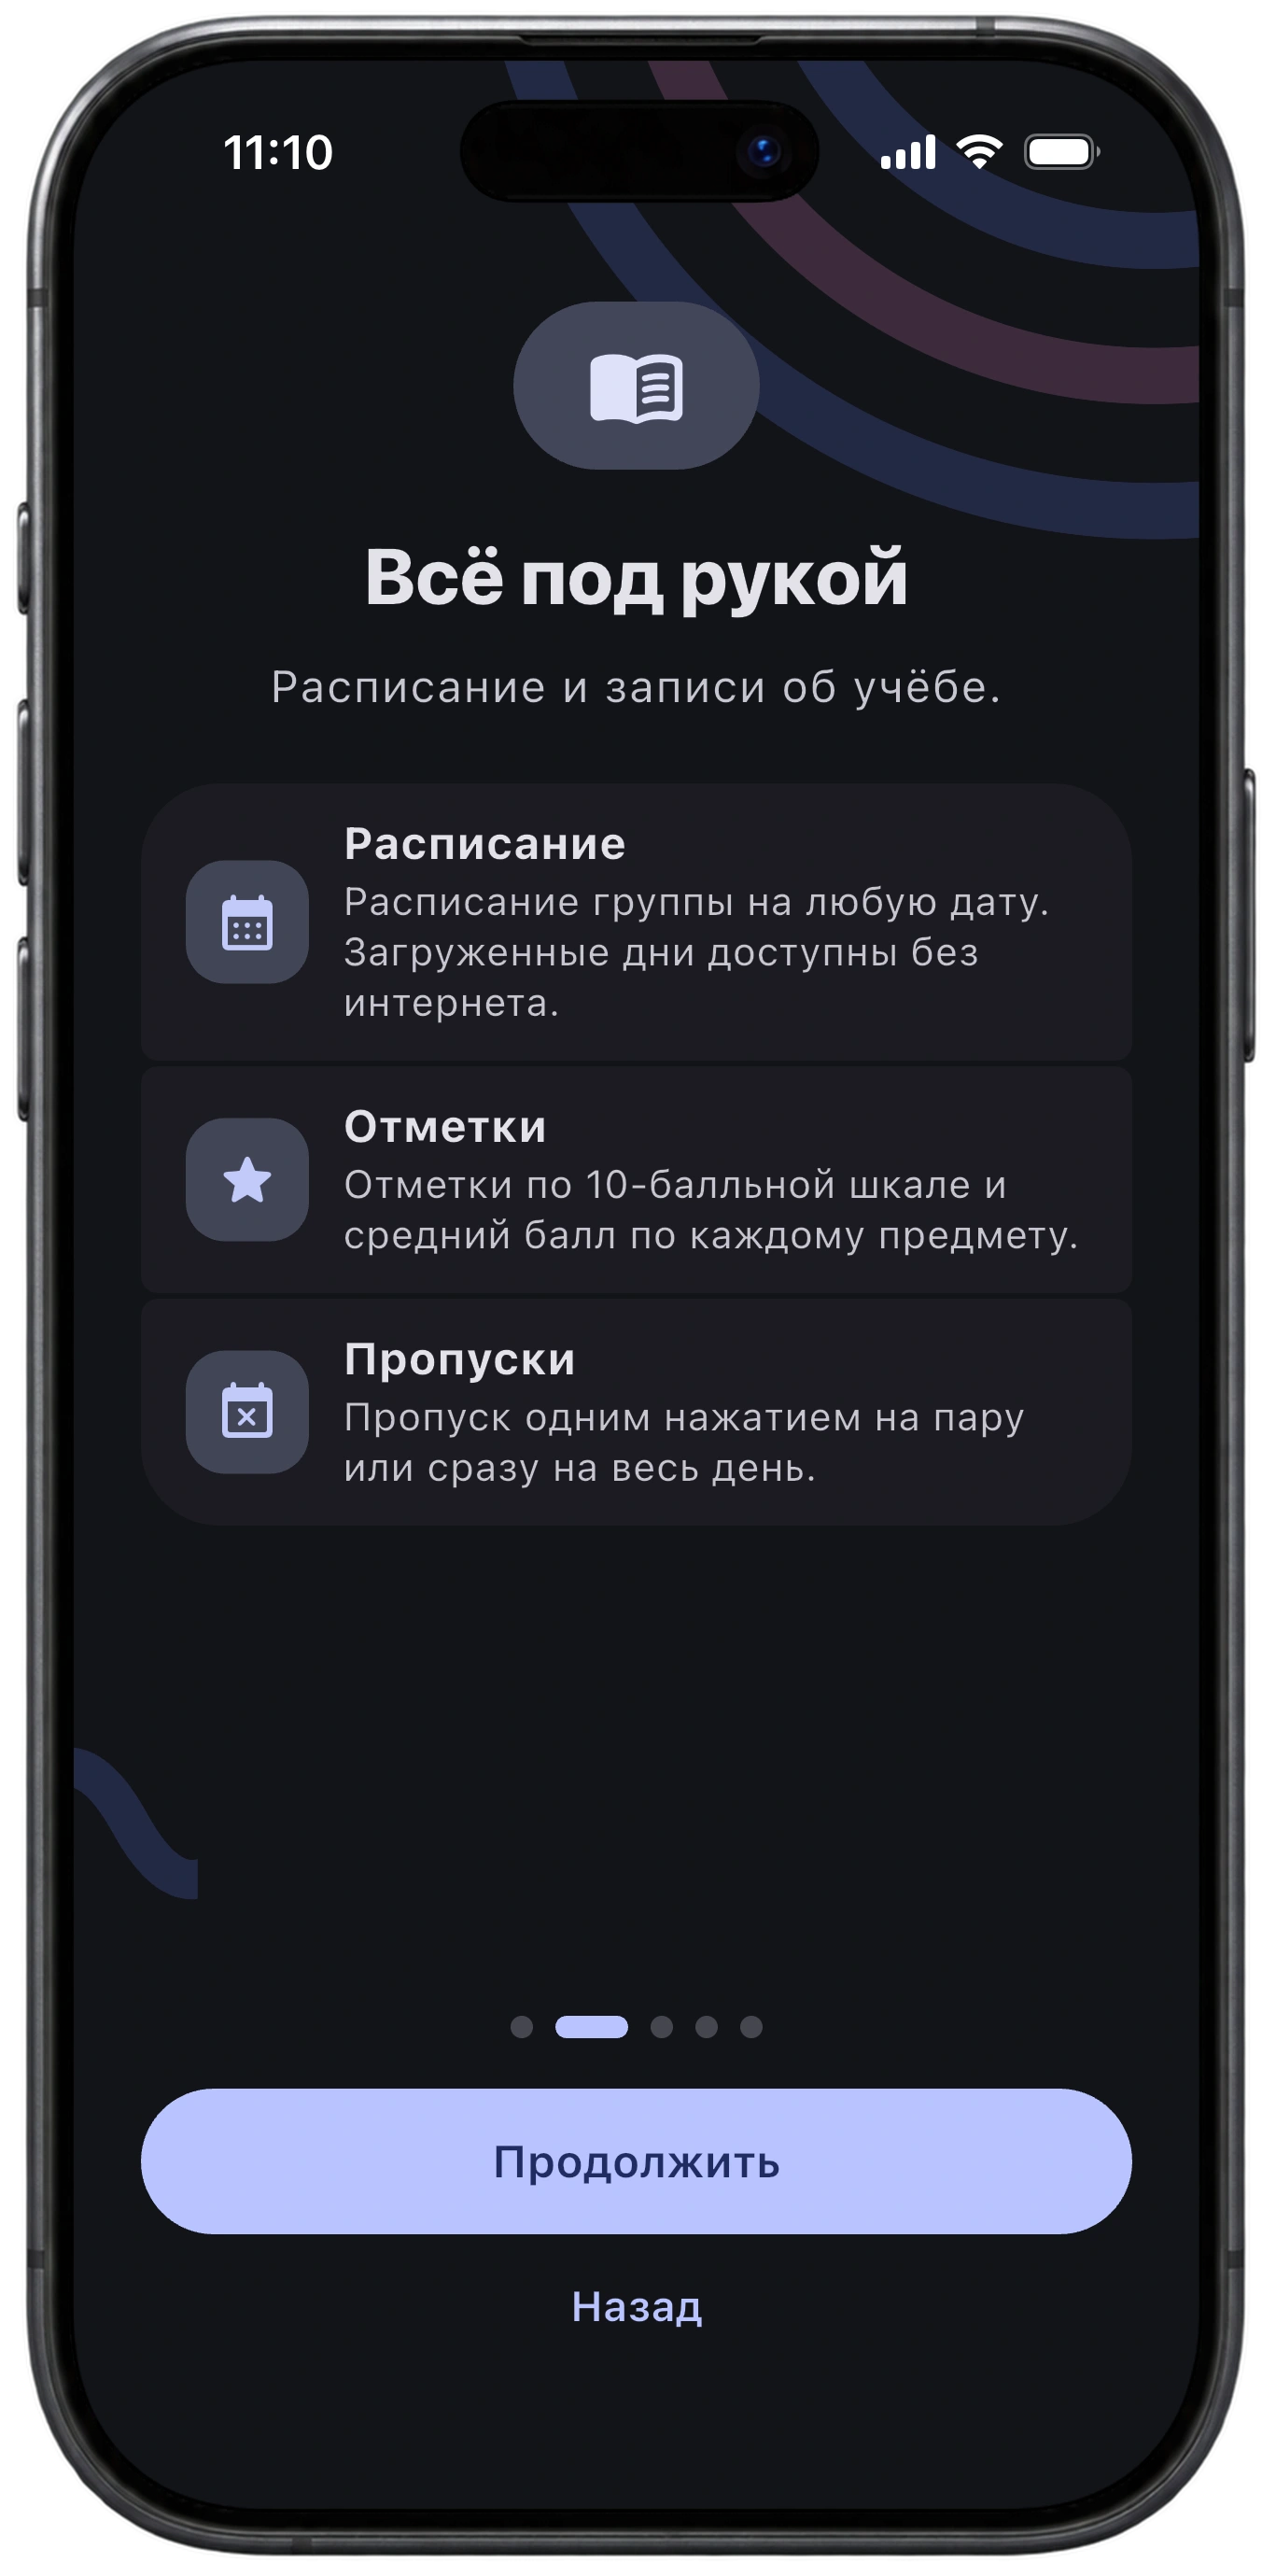 11:10
Всё под рукой
Расписание и записи об учёбе.
Расписание
Расписание группы на любую дату.
Загруженные дни доступны без
интернета.
Отметки
Отметки по 10-балльной шкале и
средний балл по каждому предмету.
Пропуски
Пропуск одним нажатием на пару
или сразу на весь день.
Продолжить
Назад